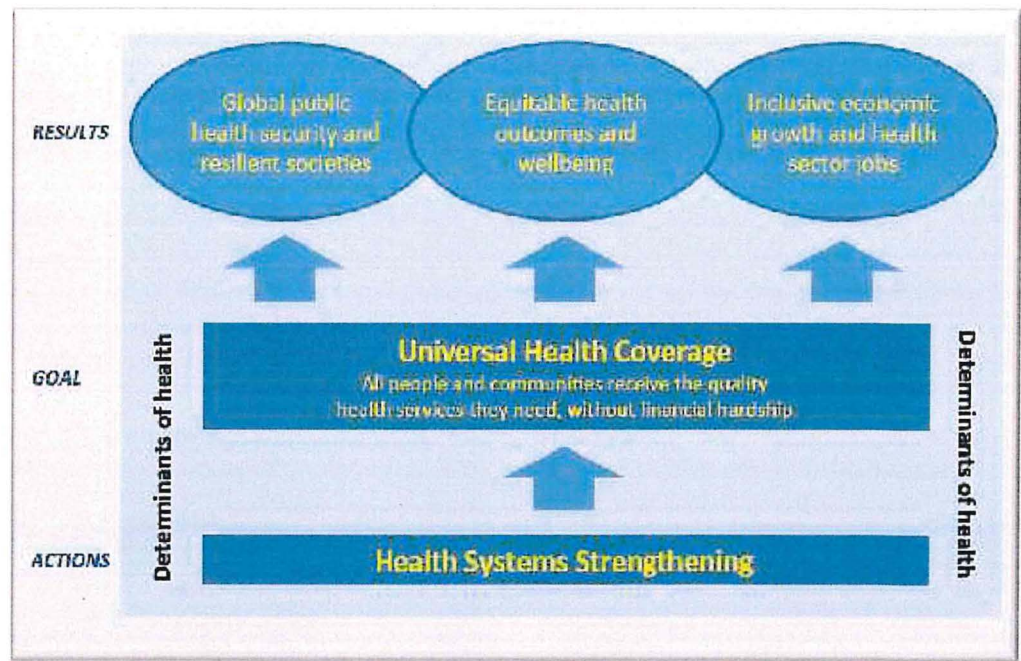 RESULTS
Global public
health security and
resilient societies
Equitable health
outcomes and
wellbeing
Inclusive economic
growth and health
sector jobs
GOAL
Determinants of health
Universal Health Coverage
All people and communities receive the quality
health services they need, without financial hardship
Determinants of health
ACTIONS
Health Systems Strengthening